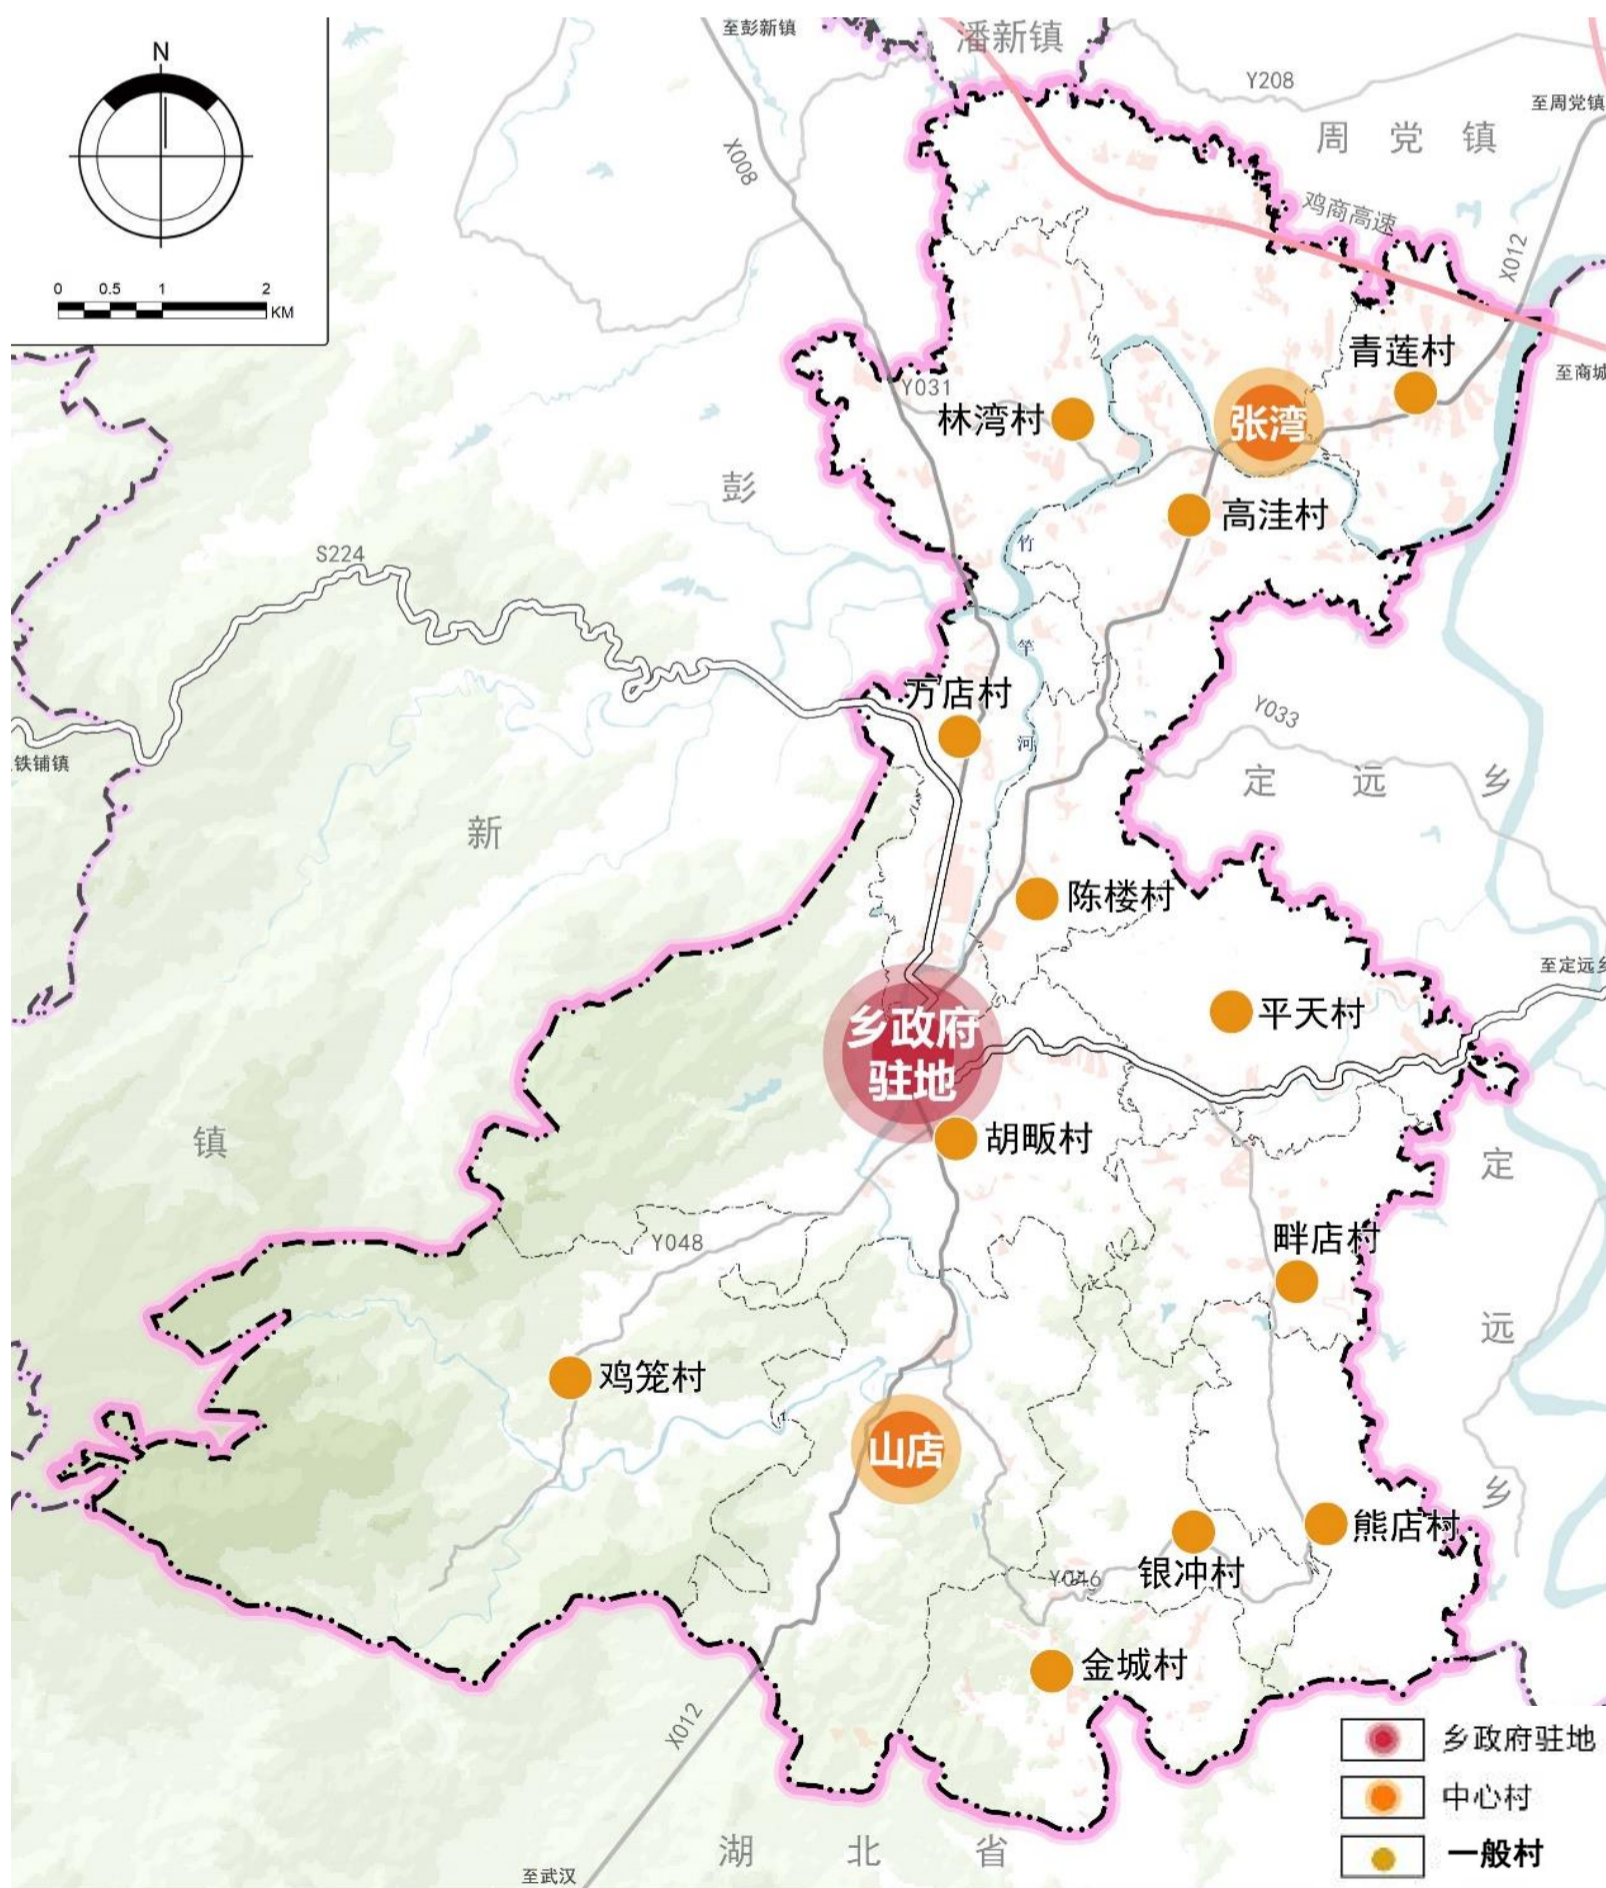 至彭新镇
潘新镇
N
Y208
至周党镇
周党镇
X008
鸡商高速
X012
0 0.5 1 2
KM
青莲村
至商城
Y031
林湾村
张湾
彭
高洼村
竹
S224
竿
万店村
Y033
河
铁铺镇
定远乡
新
陈楼村
至定远乡
平天村
乡政府
驻地
镇
胡畈村
定
畔店村
Y048
远
鸡笼村
山店
乡
熊店村
银冲村
Y046
金城村
X012
乡政府驻地
中心村
湖北省
一般村
至武汉